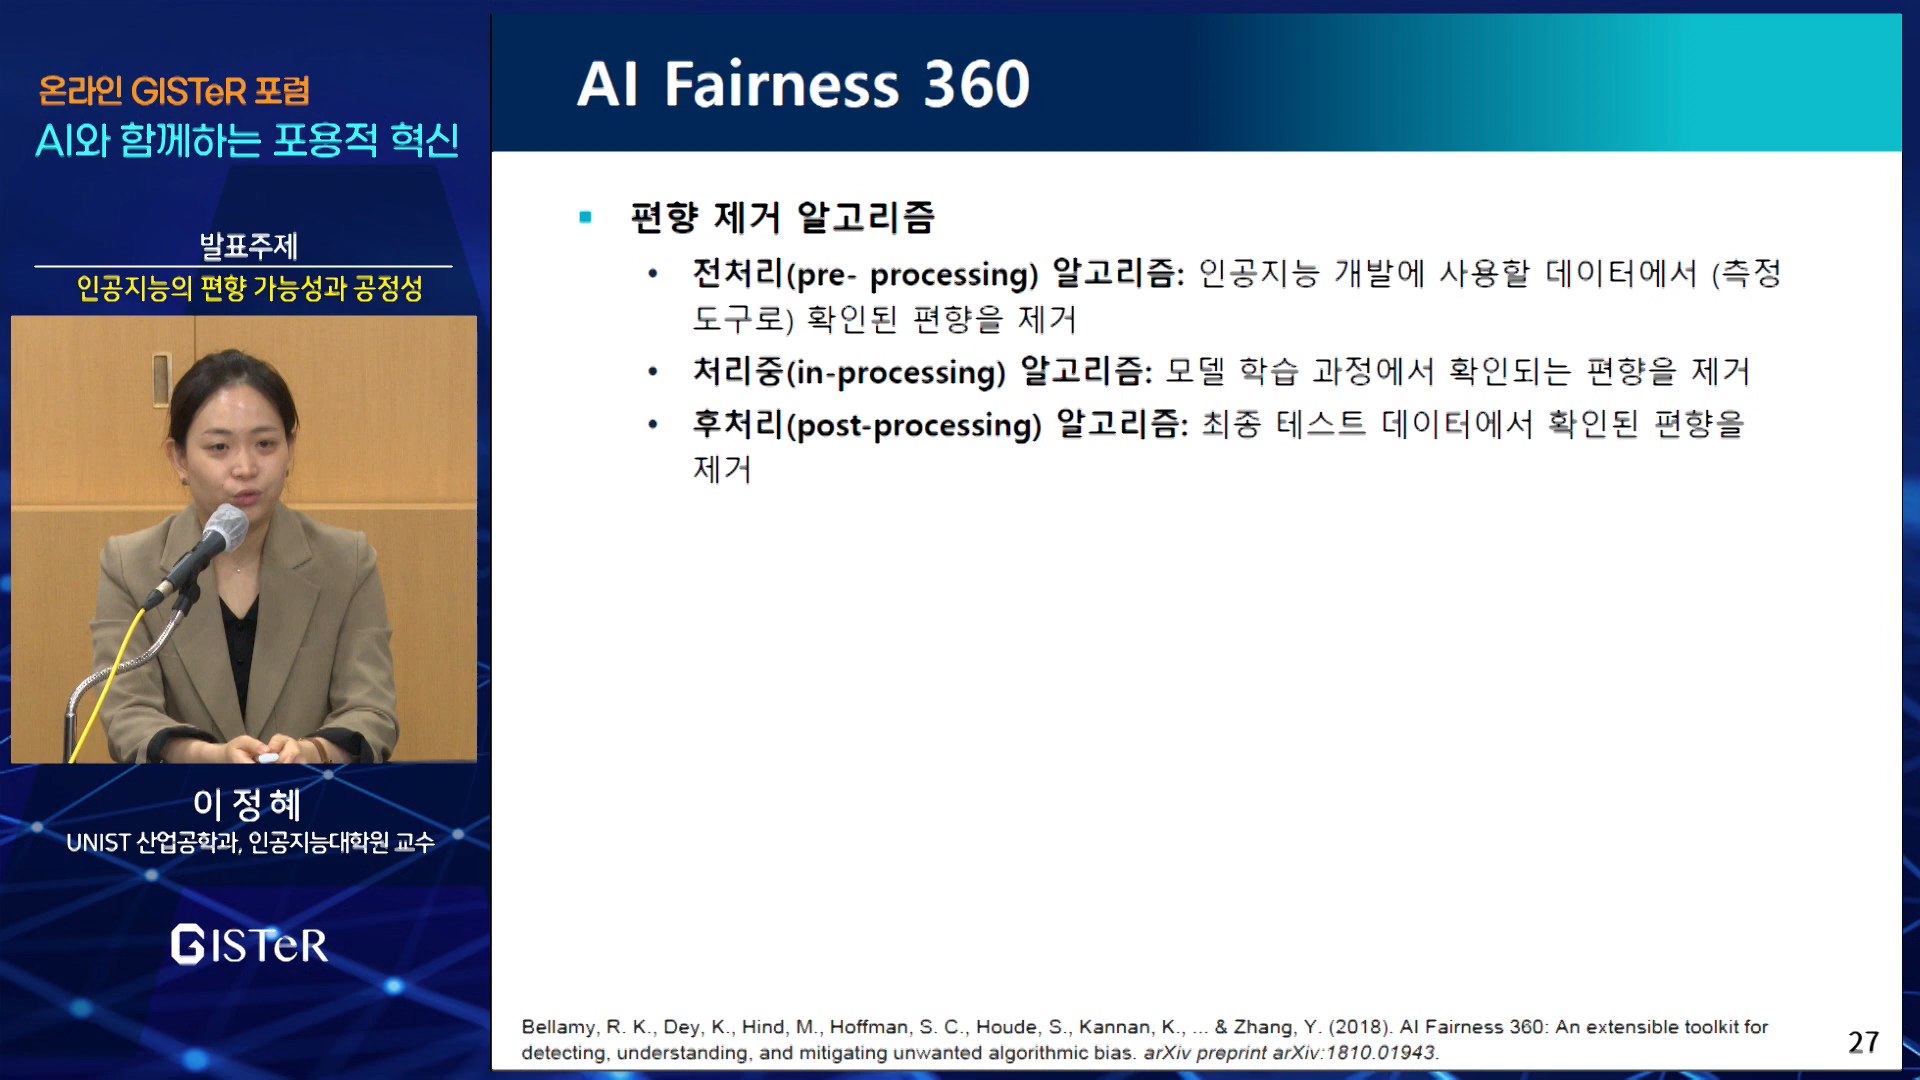 온라인 GISTeR 포럼
AI와 함께하는 포용적 혁신
발표주제
인공지능의 편향 가능성과 공정성
이정혜
UNIST 산업공학과, 인공지능대학원 교수
GISTeR
AI Fairness 360
편향 제거 알고리즘
전처리(pre- processing) 알고리즘: 인공지능 개발에 사용할 데이터에서 (측정
도구로) 확인된 편향을 제거
처리중(in-processing) 알고리즘: 모델 학습 과정에서 확인되는 편향을 제거
후처리(post-processing) 알고리즘: 최종 테스트 데이터에서 확인된 편향을
제거
Bellamy, R. K., Dey, K., Hind, M., Hoffman, S. C., Houde, S., Kannan, K., ... & Zhang, Y. (2018). AI Fairness 360: An extensible toolkit for
detecting, understanding, and mitigating unwanted algorithmic bias. arXiv preprint arXiv:1810.01943.
27